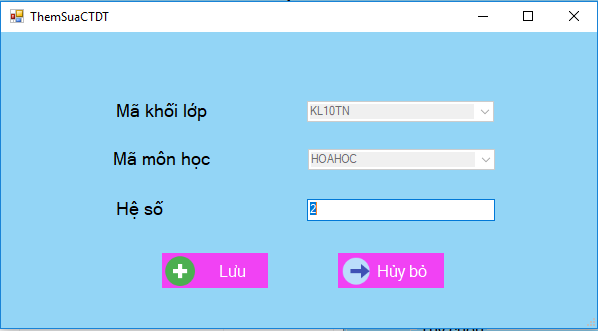 ThemSuaCTDT
Mã khối lớp KL10TN
Mã môn học HOAHOC
Hệ số 2
Lưu Hủy bỏ